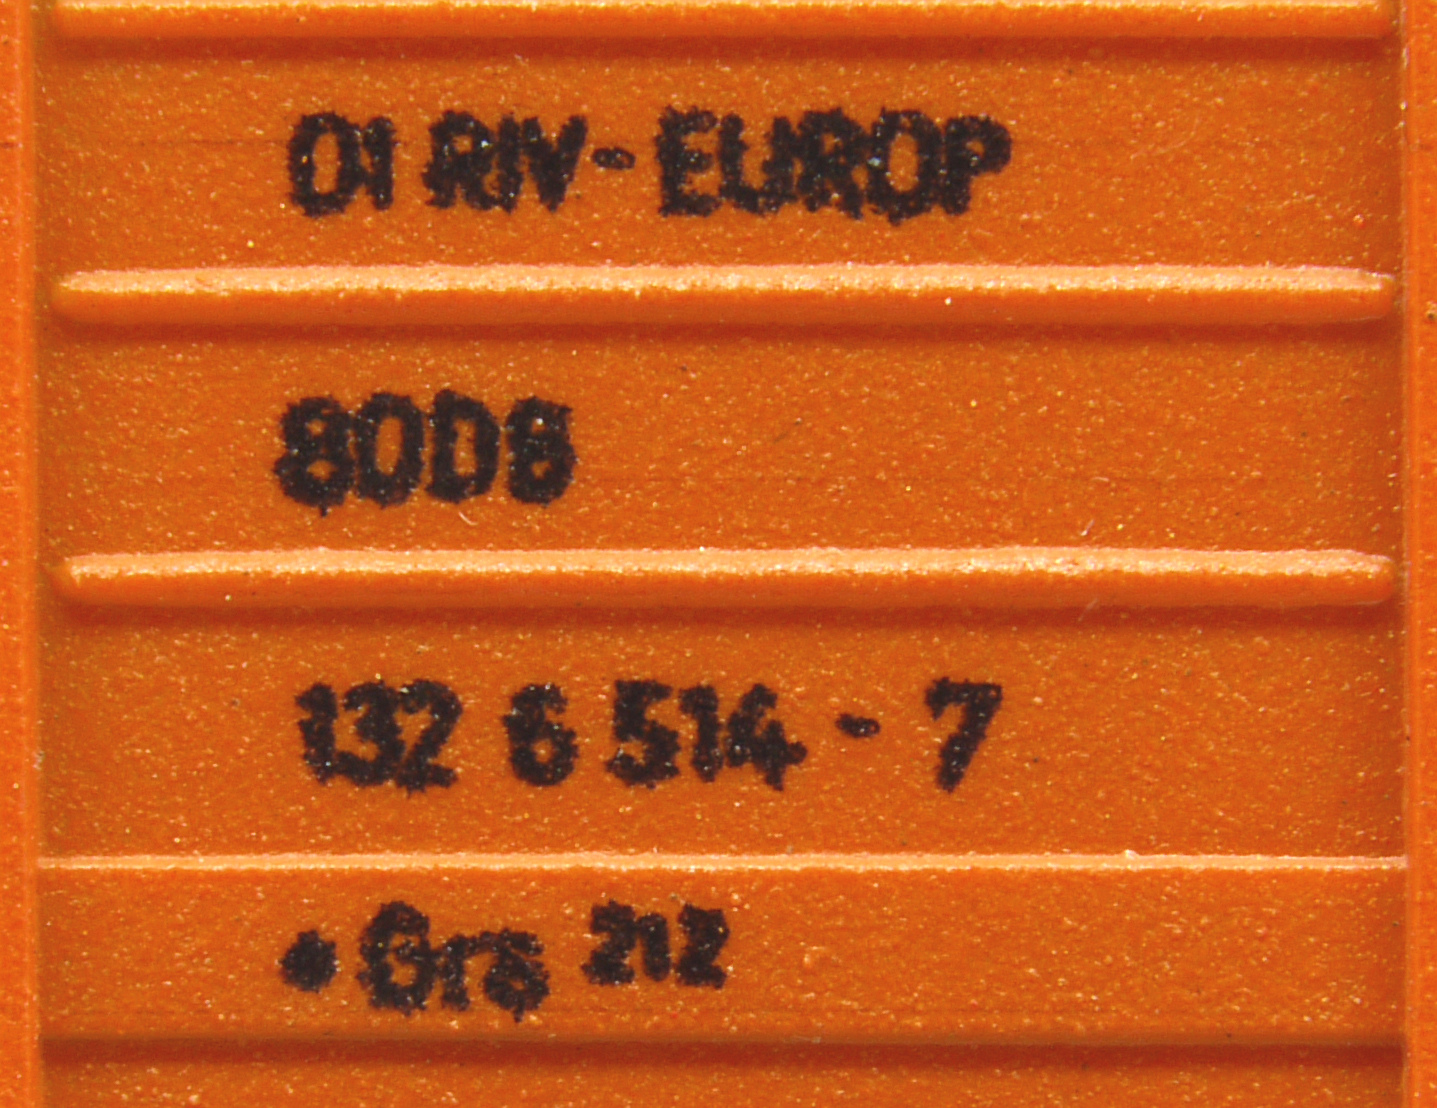 01 RIV - EUROP
80DB
132 6 514 - 7
• Grs 212